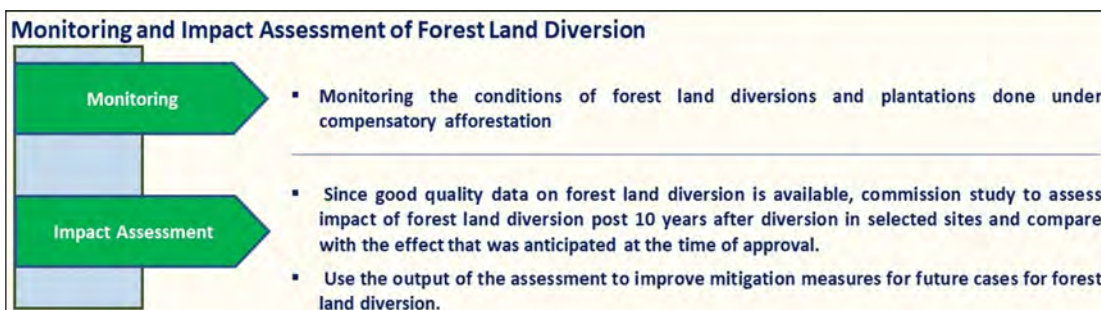 Monitoring and Impact Assessment of Forest Land Diversion
Monitoring
▪ Monitoring the conditions of forest land diversions and plantations done under
compensatory afforestation
Impact Assessment
▪ Since good quality data on forest land diversion is available, commission study to assess
impact of forest land diversion post 10 years after diversion in selected sites and compare
with the effect that was anticipated at the time of approval.
▪ Use the output of the assessment to improve mitigation measures for future cases for forest
land diversion.